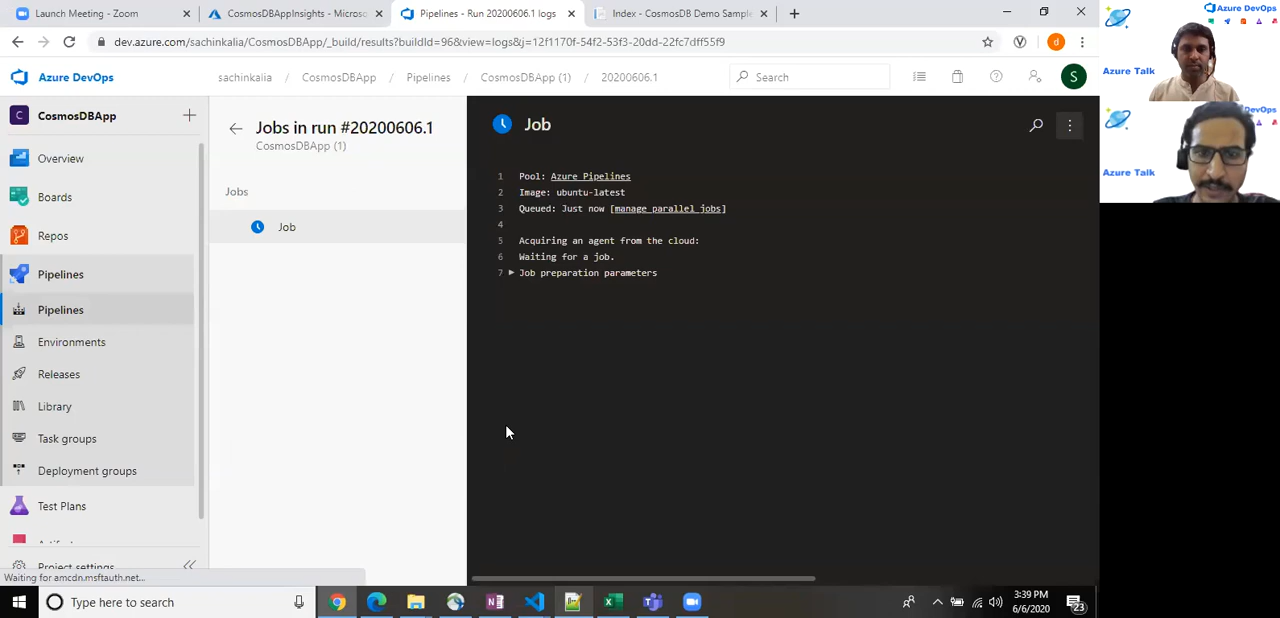 Launch Meeting - Zoom
CosmosDBAppInsights - Microso
Pipelines - Run 20200606.1 logs
Index - CosmosDB Demo Sample
dev.azure.com/sachinkalia/CosmosDBApp/_build/results?buildId=96&view=logs&j=12f1170f-54f2-53f3-20dd-22fc7dff55f9
Azure DevOps
sachinkalia / CosmosDBApp / Pipelines / CosmosDBApp (1) / 20200606.1
Search
S
C CosmosDBApp
Overview
Boards
Repos
Pipelines
Pipelines
Environments
Releases
Library
Task groups
Deployment groups
Test Plans
Project settings
Waiting for amcdn.msftauth.net...
Jobs in run #20200606.1
CosmosDBApp (1)
Jobs
Job
Job
1 Pool: Azure Pipelines
2 Image: ubuntu-latest
3 Queued: Just now [manage parallel jobs]
4
5 Acquiring an agent from the cloud:
6 Waiting for a job.
7 Job preparation parameters
Azure DevOps
Azure Talk
DevOps
Azure Talk
Type here to search
3:39 PM
6/6/2020
23